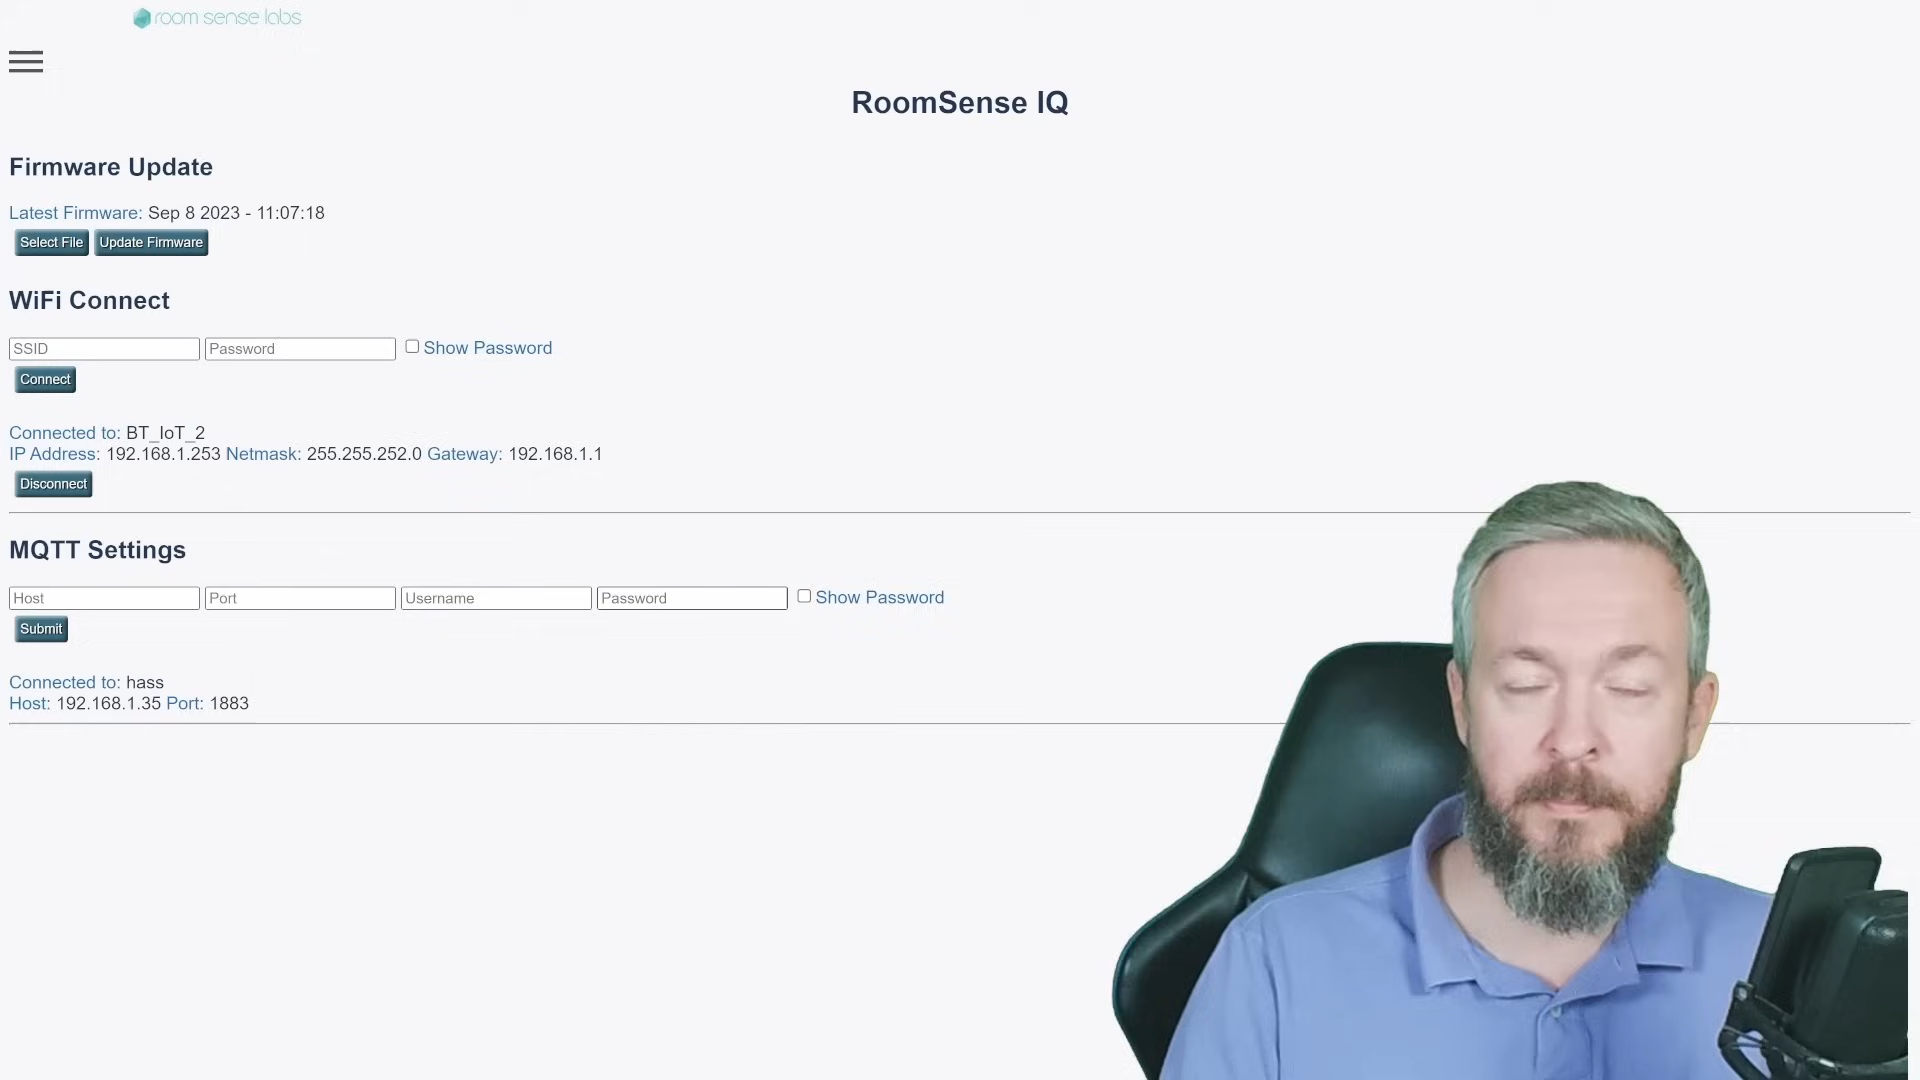 room sense labs
RoomSense IQ
Firmware Update
Latest Firmware: Sep 8 2023 - 11:07:18
Select File Update Firmware
WiFi Connect
SSID Password Show Password
Connect
Connected to: BT_IoT_2
IP Address: 192.168.1.253 Netmask: 255.255.252.0 Gateway: 192.168.1.1
Disconnect
MQTT Settings
Host Port Username Password Show Password
Submit
Connected to: hass
Host: 192.168.1.35 Port: 1883